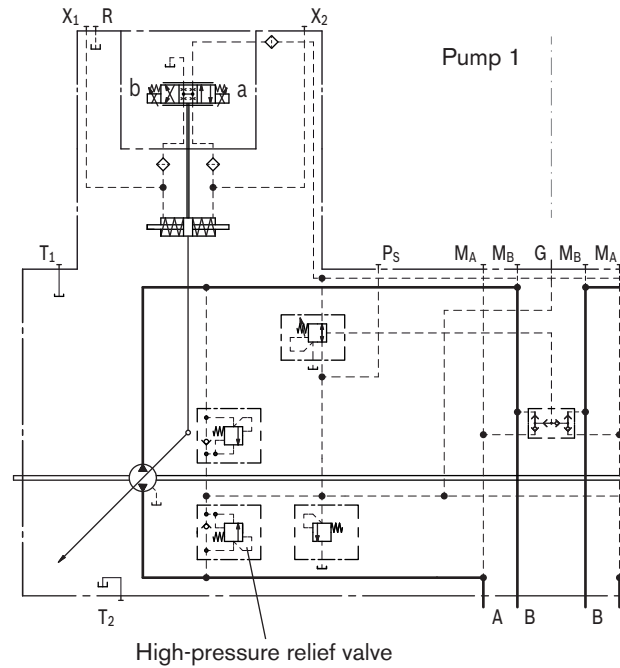 X1 R X2
Pump 1
b a
T1 PS MA MB G MB MA
T2 A B B
High-pressure relief valve